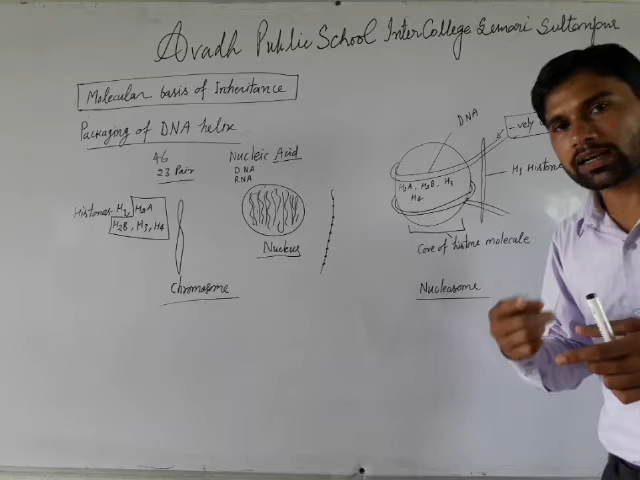 Avadh Public School Inter College Semari Sultanpur
Molecular basis of Inheritance
Packaging of DNA helix
46
23 Pair
Nucleic Acid
DNA
RNA
Histones H1, H2A
H2B, H3, H4
Chromosome
Nucleus
DNA
-vely
H2A, H2B, H3
H4
H1 Histone
Core of histone molecule
Nucleosome